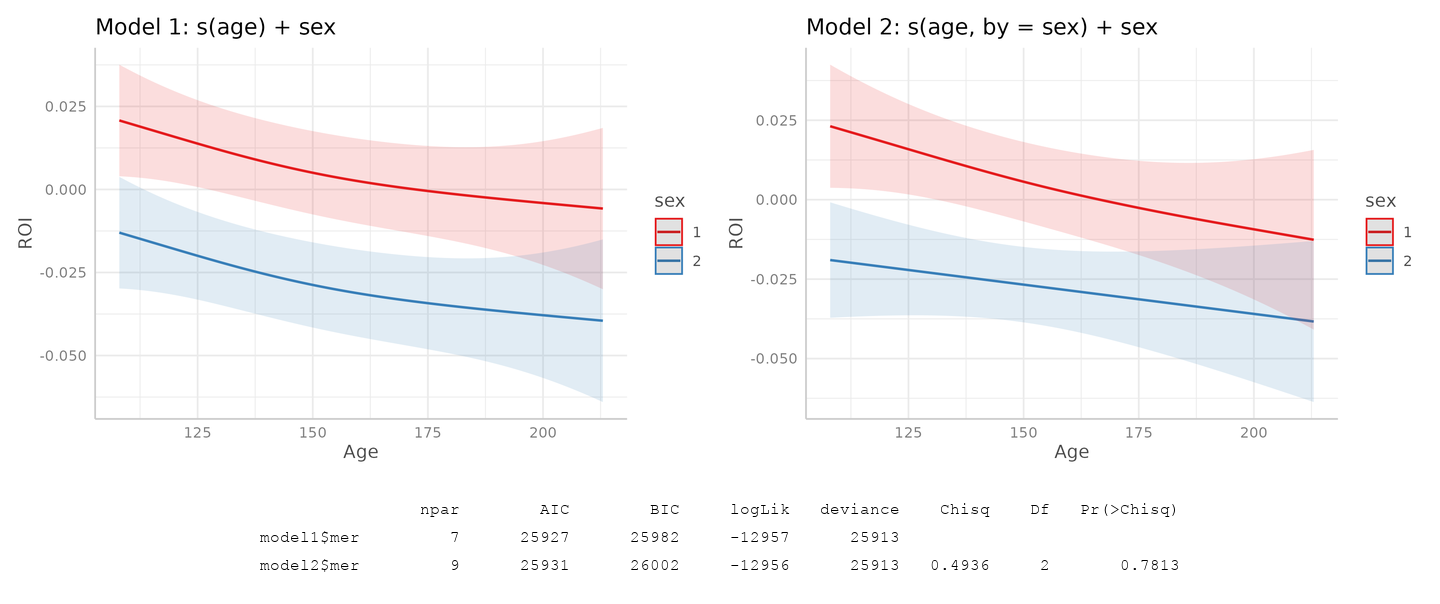 Model 1: s(age) + sex
0.025
0.000
-0.025
-0.050
ROI
125 150 175 200
Age
sex
1
2
Model 2: s(age, by = sex) + sex
0.025
0.000
-0.025
-0.050
ROI
125 150 175 200
Age
sex
1
2
npar AIC BIC logLik deviance Chisq Df Pr(>Chisq)
model1$mer 7 25927 25982 -12957 25913
model2$mer 9 25931 26002 -12956 25913 0.4936 2 0.7813